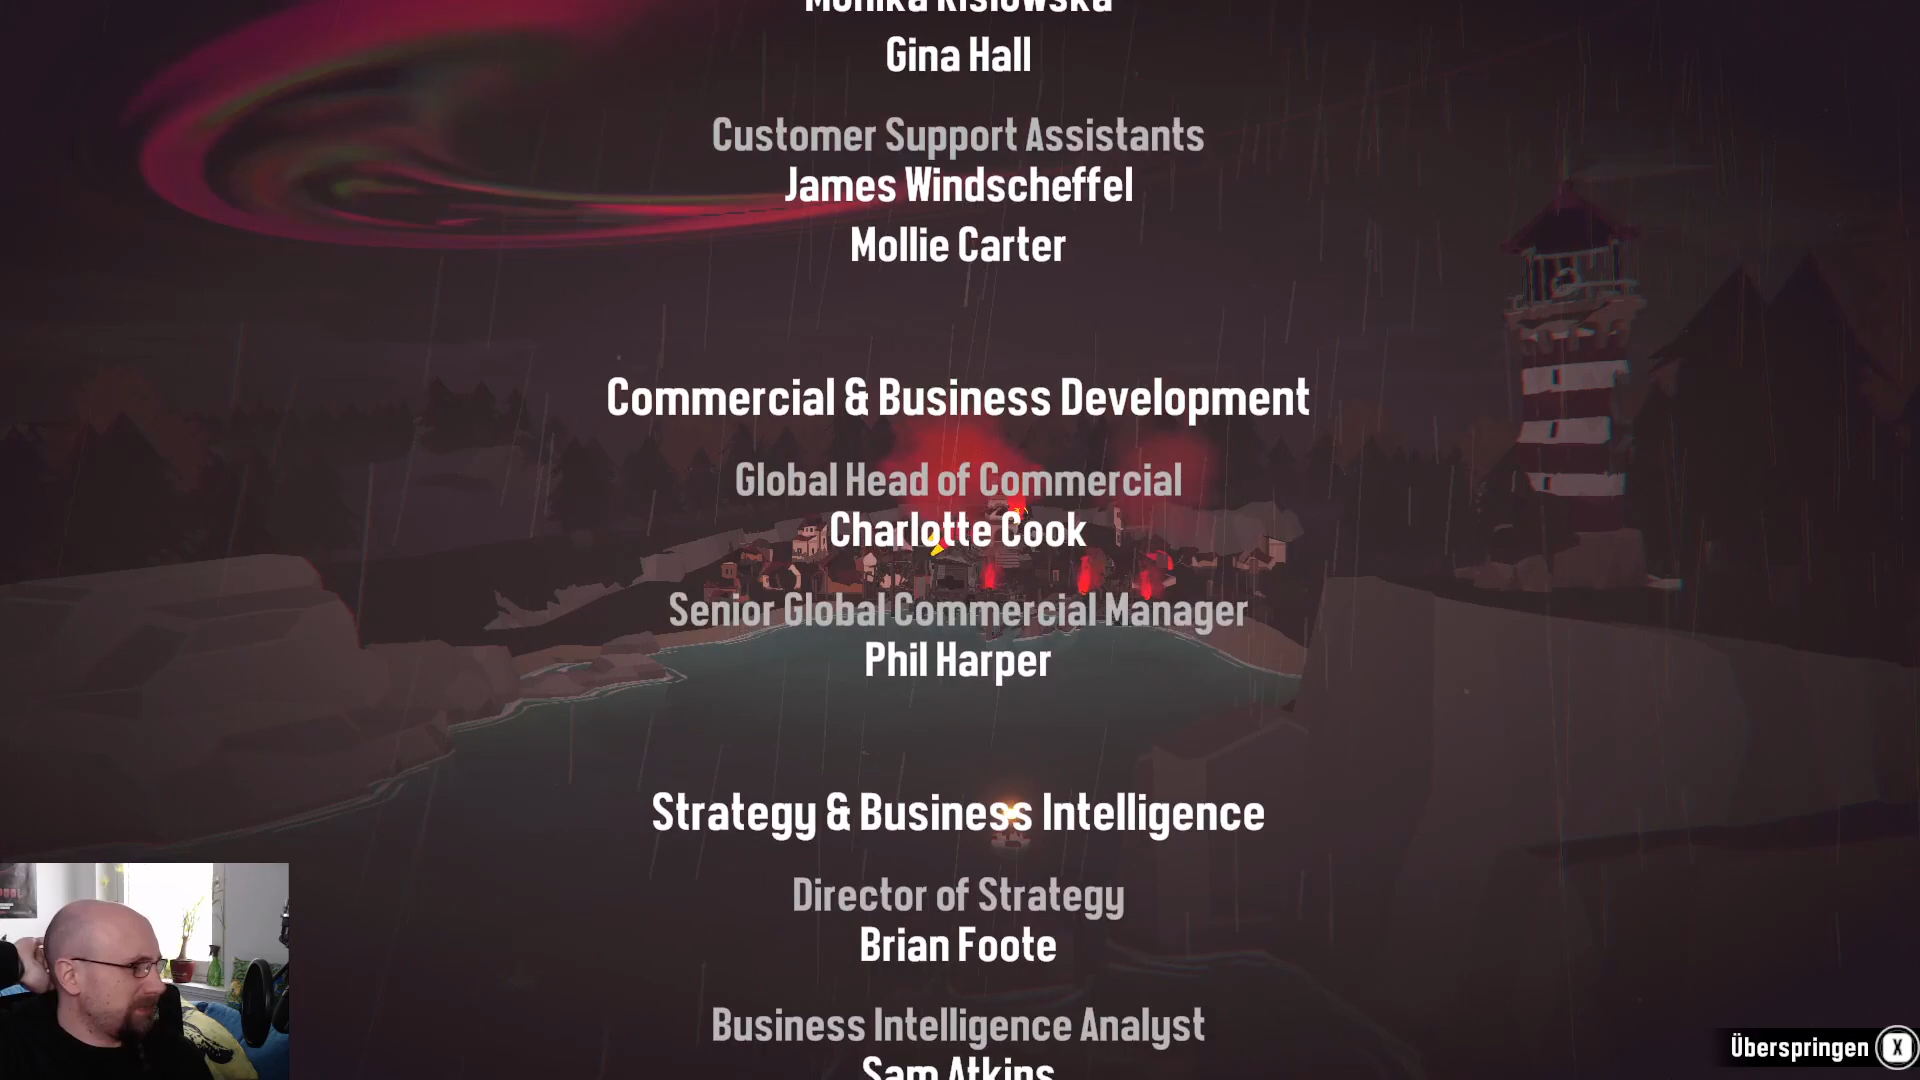 Gina Hall
Customer Support Assistants
James Windscheffel
Mollie Carter
Commercial & Business Development
Global Head of Commercial
Charlotte Cook
Senior Global Commercial Manager
Phil Harper
Strategy & Business Intelligence
Director of Strategy
Brian Foote
Business Intelligence Analyst
Sam Atkins
Überspringen X